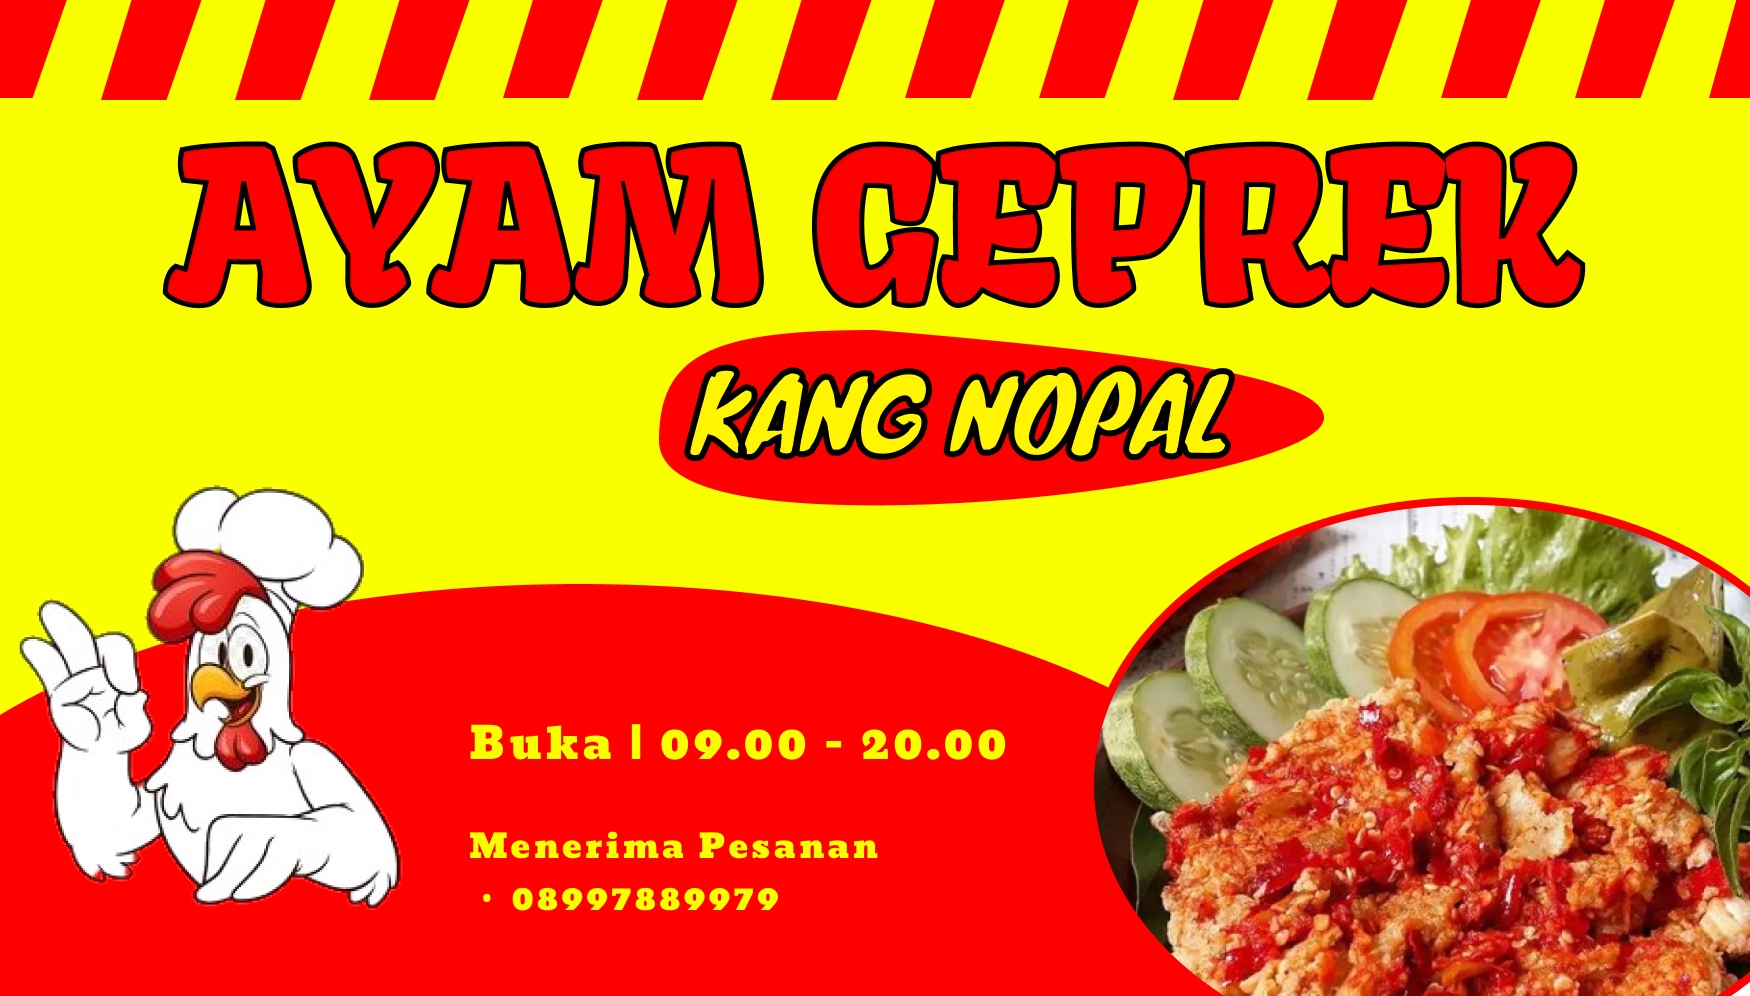 AYAM GEPREK
KANG NOPAL
Buka | 09.00 - 20.00
Menerima Pesanan
• 08997889979